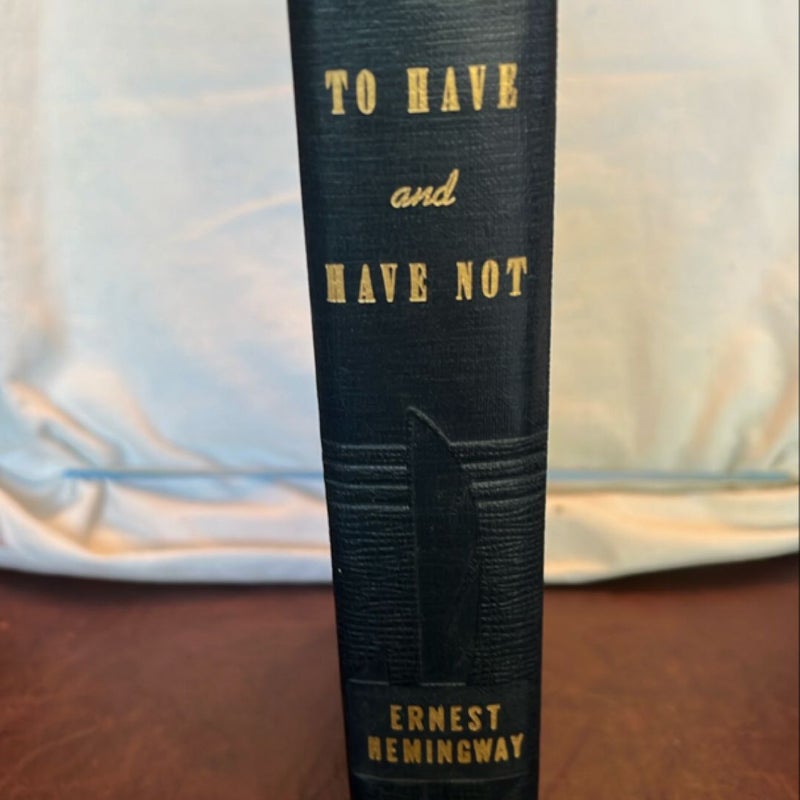 TO HAVE
and
HAVE NOT
ERNEST
HEMINGWAY